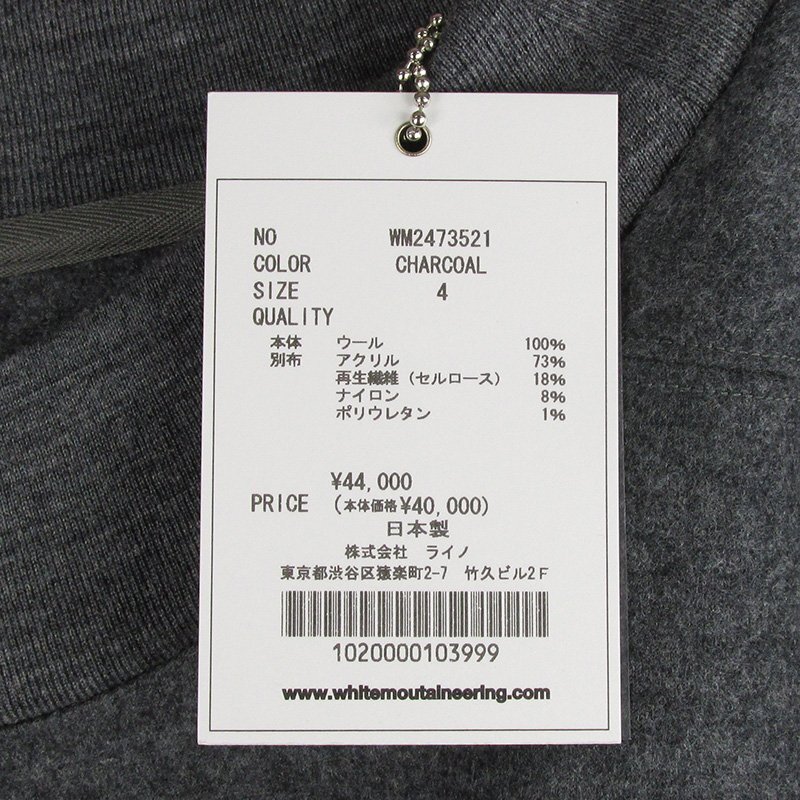 NO WM2473521
COLOR CHARCOAL
SIZE 4
QUALITY
本体 ウール 100%
別布 アクリル 73%
再生繊維(セルロース) 18%
ナイロン 8%
ポリウレタン 1%
¥44,000
PRICE (本体価格¥40,000)
日本製
株式会社 ライノ
東京都渋谷区猿楽町2-7 竹久ビル2F
1020000103999
www.whitemoutaineering.com